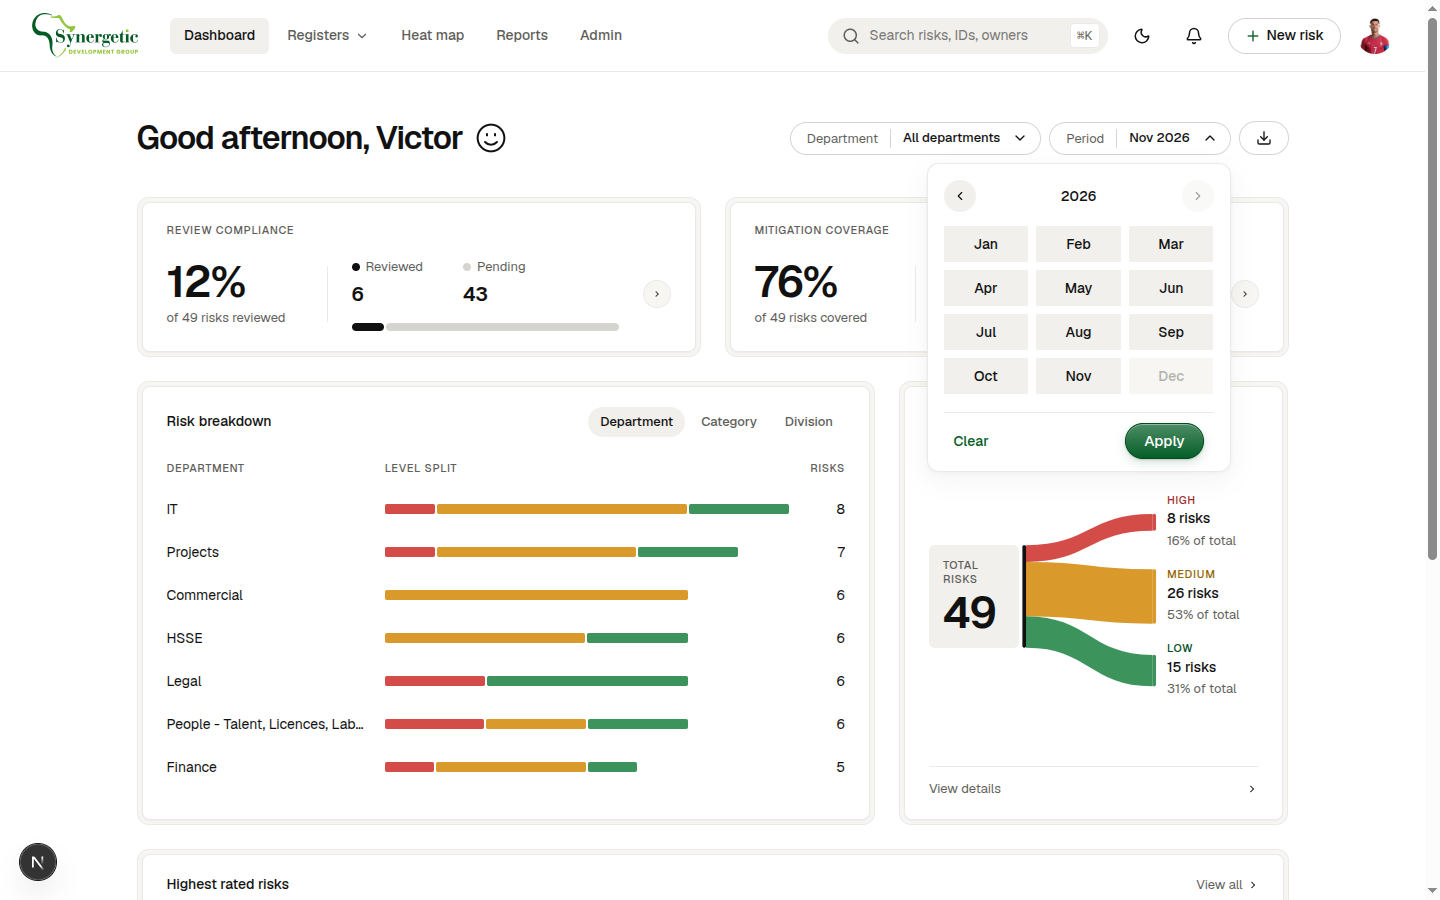 Synergetic
DEVELOPMENT GROUP
Dashboard
Registers
Heat map
Reports
Admin
Search risks, IDs, owners
⌘K
+ New risk
Good afternoon, Victor
Department
All departments
Period
Nov 2026
2026
Jan
Feb
Mar
Apr
May
Jun
Jul
Aug
Sep
Oct
Nov
Dec
Clear
Apply
REVIEW COMPLIANCE
12%
of 49 risks reviewed
Reviewed
6
Pending
43
MITIGATION COVERAGE
76%
of 49 risks covered
Risk breakdown
Department
Category
Division
DEPARTMENT
LEVEL SPLIT
RISKS
IT
8
Projects
7
Commercial
6
HSSE
6
Legal
6
People - Talent, Licences, Lab...
6
Finance
5
TOTAL
RISKS
49
HIGH
8 risks
16% of total
MEDIUM
26 risks
53% of total
LOW
15 risks
31% of total
View details
N
Highest rated risks
View all